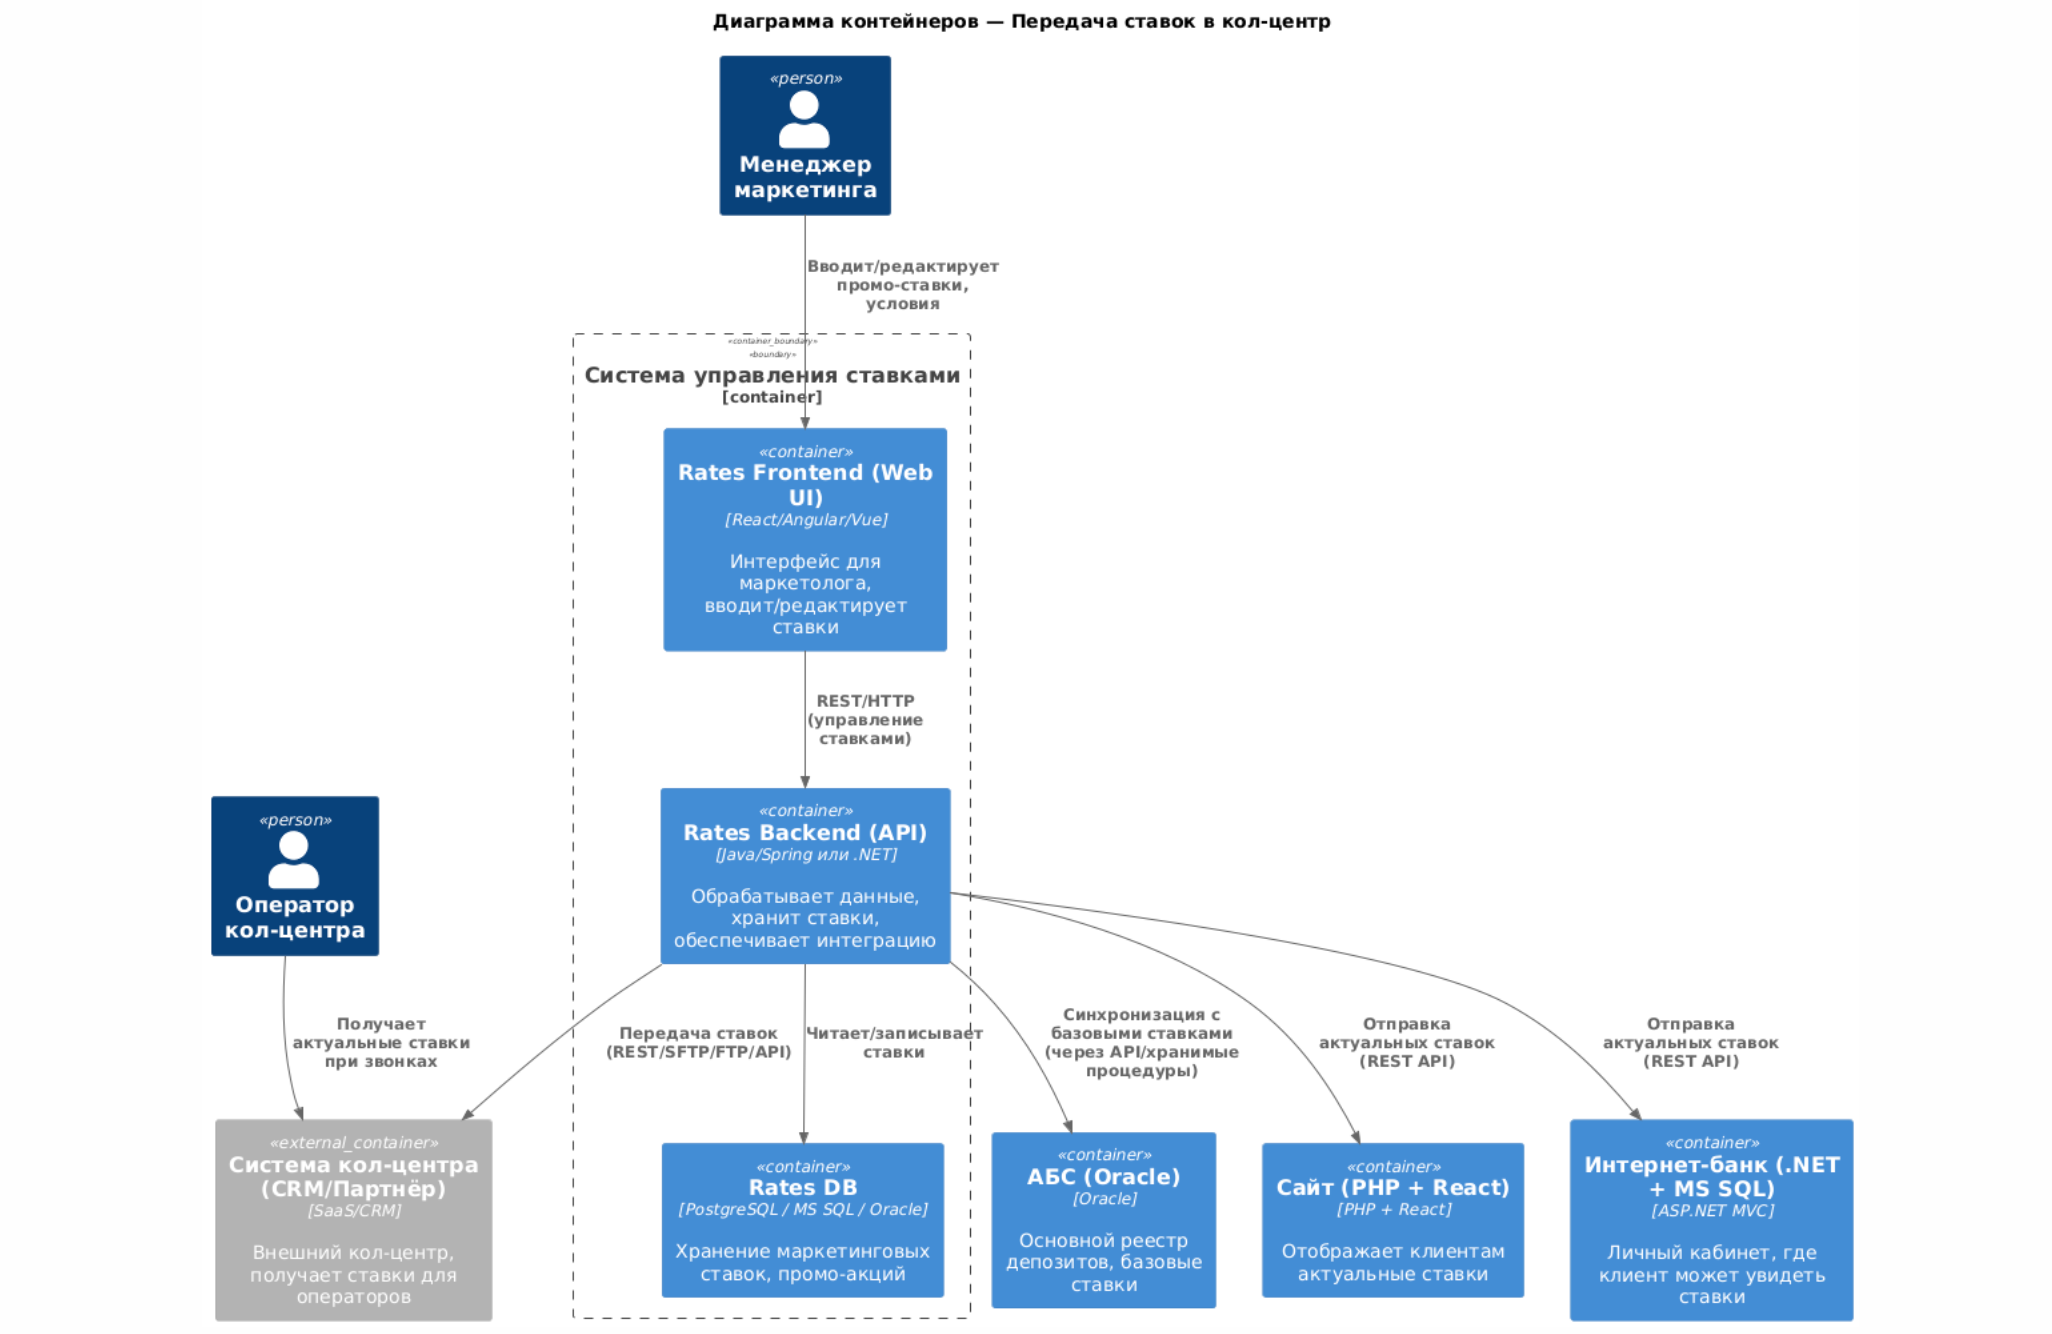 Диаграмма контейнеров — Передача ставок в кол-центр
«person»
Менеджер
маркетинга
Вводит/редактирует
промо-ставки,
условия
«container_boundary»
«boundary»
Система управления ставками
[container]
«container»
Rates Frontend (Web
UI)
[React/Angular/Vue]
Интерфейс для
маркетолога,
вводит/редактирует
ставки
REST/HTTP
(управление
ставками)
«container»
Rates Backend (API)
[Java/Spring или .NET]
Обрабатывает данные,
хранит ставки,
обеспечивает интеграцию
«person»
Оператор
кол-центра
Получает
актуальные ставки
при звонках
Передача ставок
(REST/SFTP/FTP/API)
Читает/записывает
ставки
Синхронизация с
базовыми ставками
(через API/хранимые
процедуры)
Отправка
актуальных ставок
(REST API)
Отправка
актуальных ставок
(REST API)
«external_container»
Система кол-центра
(CRM/Партнёр)
[SaaS/CRM]
Внешний кол-центр,
получает ставки для
операторов
«container»
Rates DB
[PostgreSQL / MS SQL / Oracle]
Хранение маркетинговых
ставок, промо-акций
«container»
АБС (Oracle)
[Oracle]
Основной реестр
депозитов, базовые
ставки
«container»
Сайт (PHP + React)
[PHP + React]
Отображает клиентам
актуальные ставки
«container»
Интернет-банк (.NET
+ MS SQL)
[ASP.NET MVC]
Личный кабинет, где
клиент может увидеть
ставки